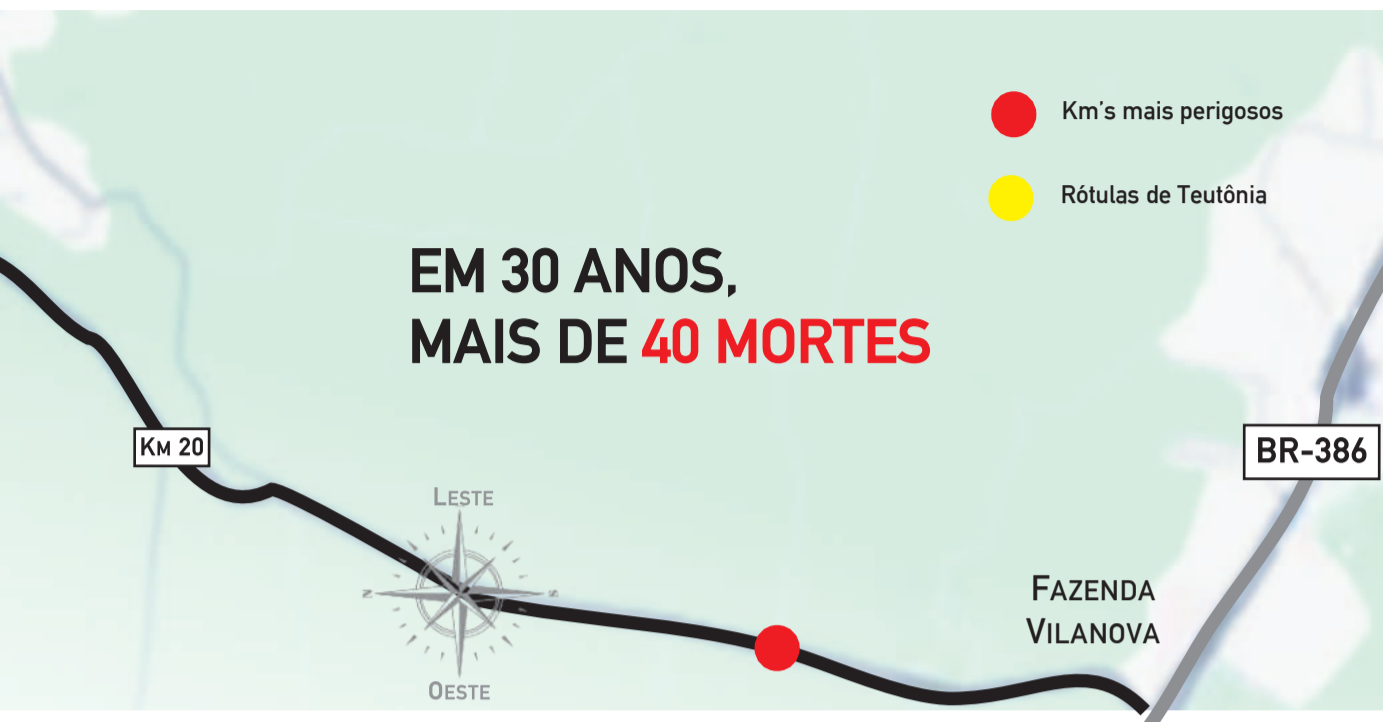 Km's mais perigosos
Rótulas de Teutônia
EM 30 ANOS,
MAIS DE 40 MORTES
KM 20
BR-386
LESTE
N
S
OESTE
FAZENDA
VILANOVA